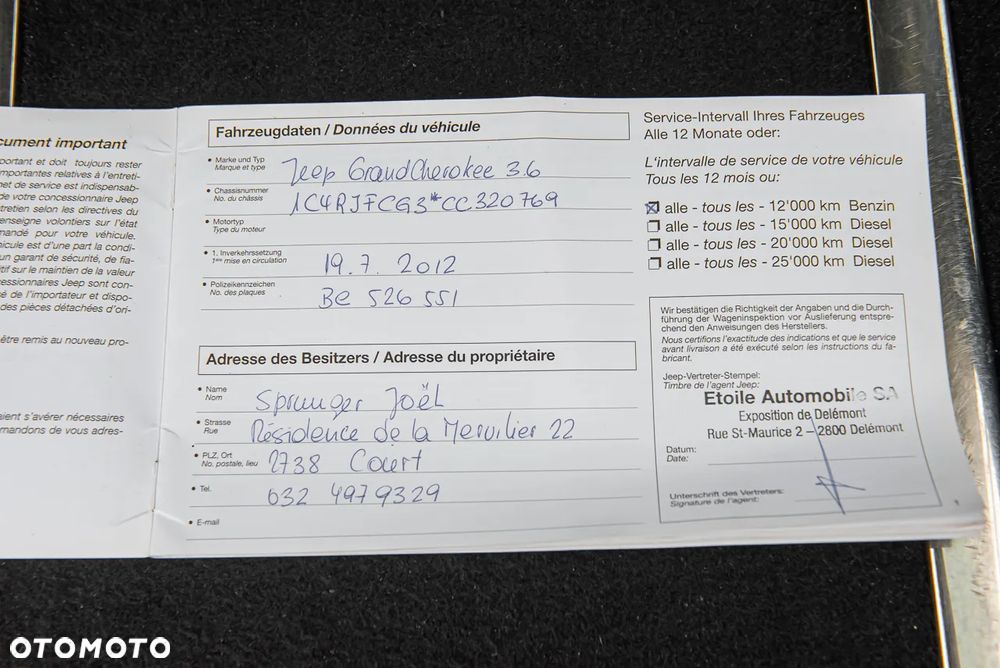 cument important
portant et doit toujours rester
mportantes relatives à l'entreti-
net de service est indispensab-
de votre concessionnaire Jeep
tretien selon les directives du
enseigne volontiers sur l'état
mandé pour votre véhicule.
hicule est d'une part la condi-
un garant de sécurité, de fia-
tif sur le maintien de la valeur
cessionnaires Jeep sont con-
sé de l'importateur et dispo-
des pièces détachées d'ori-
être remis au nouveau pro-
aient s'avérer nécessaires
mandons de vous adres-
Fahrzeugdaten / Données du véhicule
• Marke und Typ
Marque et type
Jeep GrandCherokee 3.6
• Chassisnummer
No. du châssis
1C4RJFCG3*CC320769
• Motortyp
Type du moteur
• 1. Inverkehrssetzung
1ère mise en circulation
19.7. 2012
• Polizeikennzeichen
No. des plaques
BE 526 551
Adresse des Besitzers / Adresse du propriétaire
• Name
Nom
Sprunger Joël
• Strasse
Rue
Résidence de la Mervilier 22
• PLZ, Ort
No. postale, lieu
2738 Court
• Tel.
032 4979329
• E-mail
Service-Intervall Ihres Fahrzeuges
Alle 12 Monate oder:
L'intervalle de service de votre véhicule
Tous les 12 mois ou:
alle - tous les - 12'000 km Benzin
alle - tous les - 15'000 km Diesel
alle - tous les - 20'000 km Diesel
alle - tous les - 25'000 km Diesel
Wir bestätigen die Richtigkeit der Angaben und die Durch-
führung der Wageninspektion vor Auslieferung entspre-
chend den Anweisungen des Herstellers.
Nous certifions l'exactitude des indications et que le service
avant livraison a été exécuté selon les instructions du fa-
bricant.
Jeep-Vertreter-Stempel:
Timbre de l'agent Jeep:
Etoile Automobile SA
Exposition de Delémont
Rue St-Maurice 2 – 2800 Delémont
Datum:
Date:
Unterschrift des Vertreters:
Signature de l'agent:
1
OTOMOTO